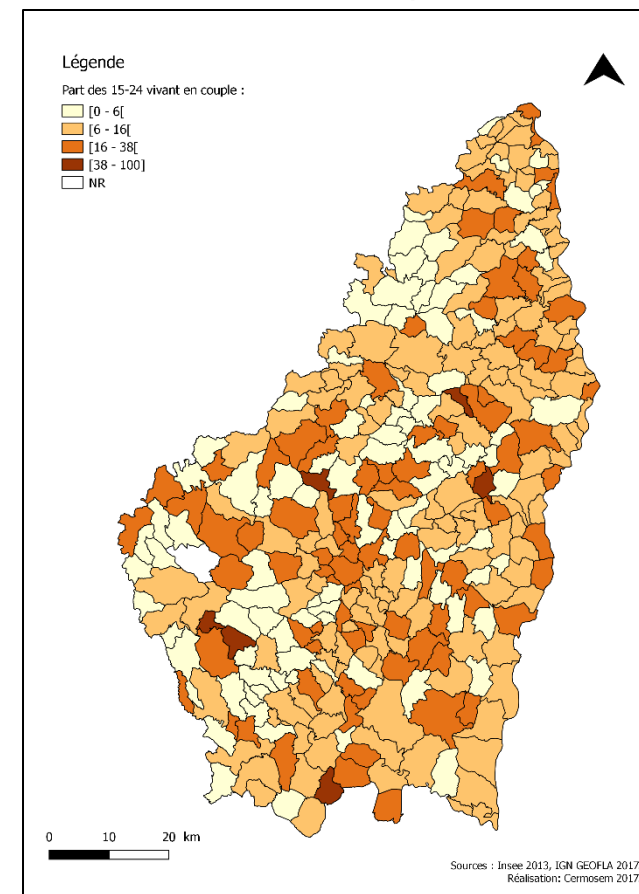 Légende
Part des 15-24 vivant en couple :
[0 - 6[
[6 - 16[
[16 - 38[
[38 - 100]
NR
0 10 20 km
Sources : Insee 2013, IGN GEOFLA 2017
Réalisation: Cermosem 2017